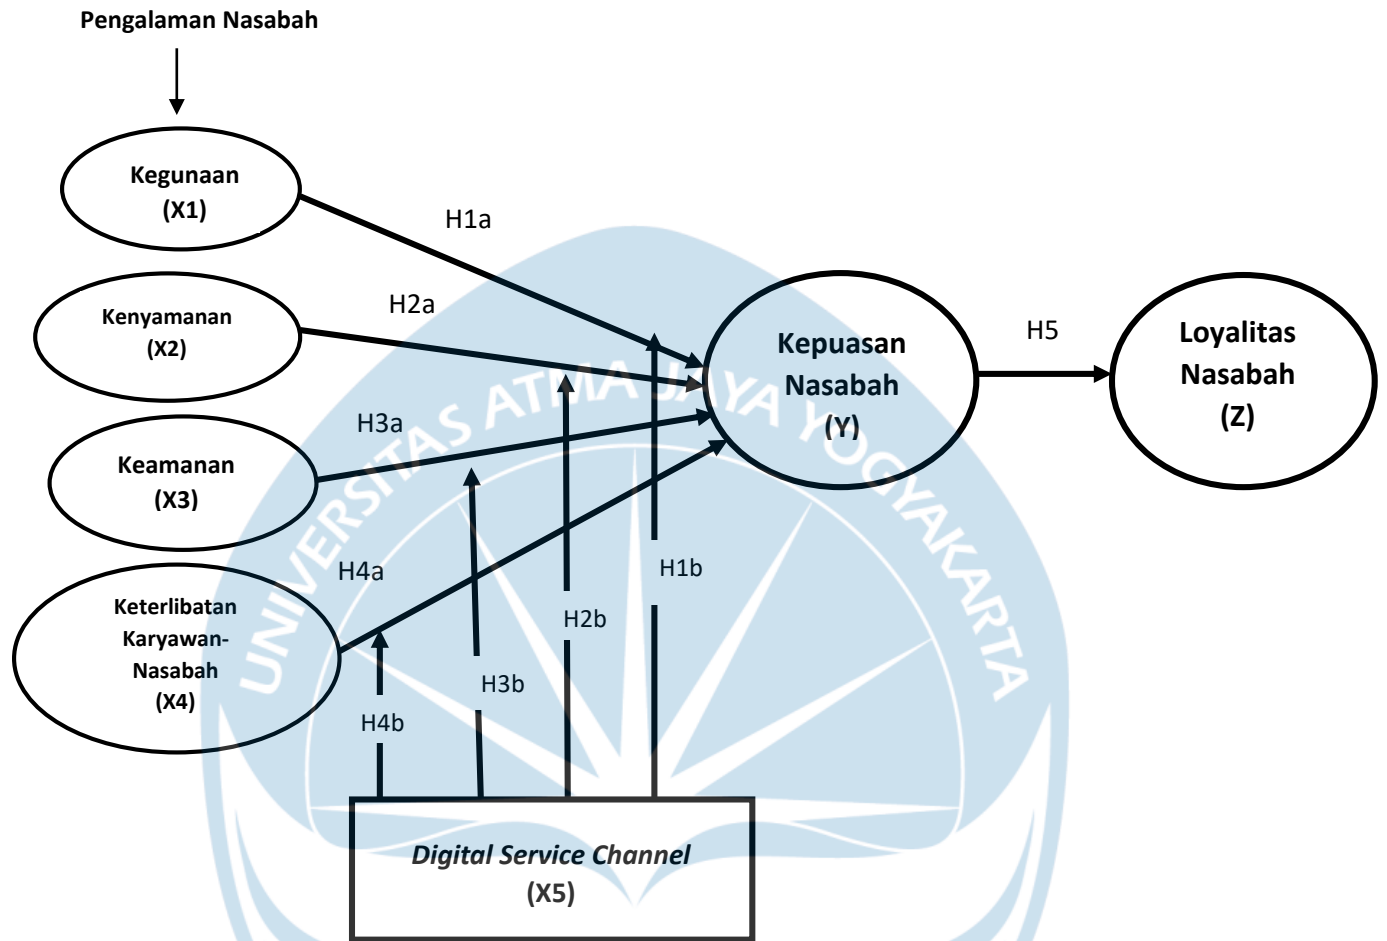 Pengalaman Nasabah
Kegunaan
(X1)
H1a
Kenyamanan
(X2)
H2a
Keamanan
(X3)
H3a
Keterlibatan
Karyawan-
Nasabah
(X4)
H4a
Kepuasan
Nasabah
(Y)
H5
Loyalitas
Nasabah
(Z)
H1b
H2b
H3b
H4b
Digital Service Channel
(X5)
UNIVERSITAS ATMA JAYA YOGYAKARTA